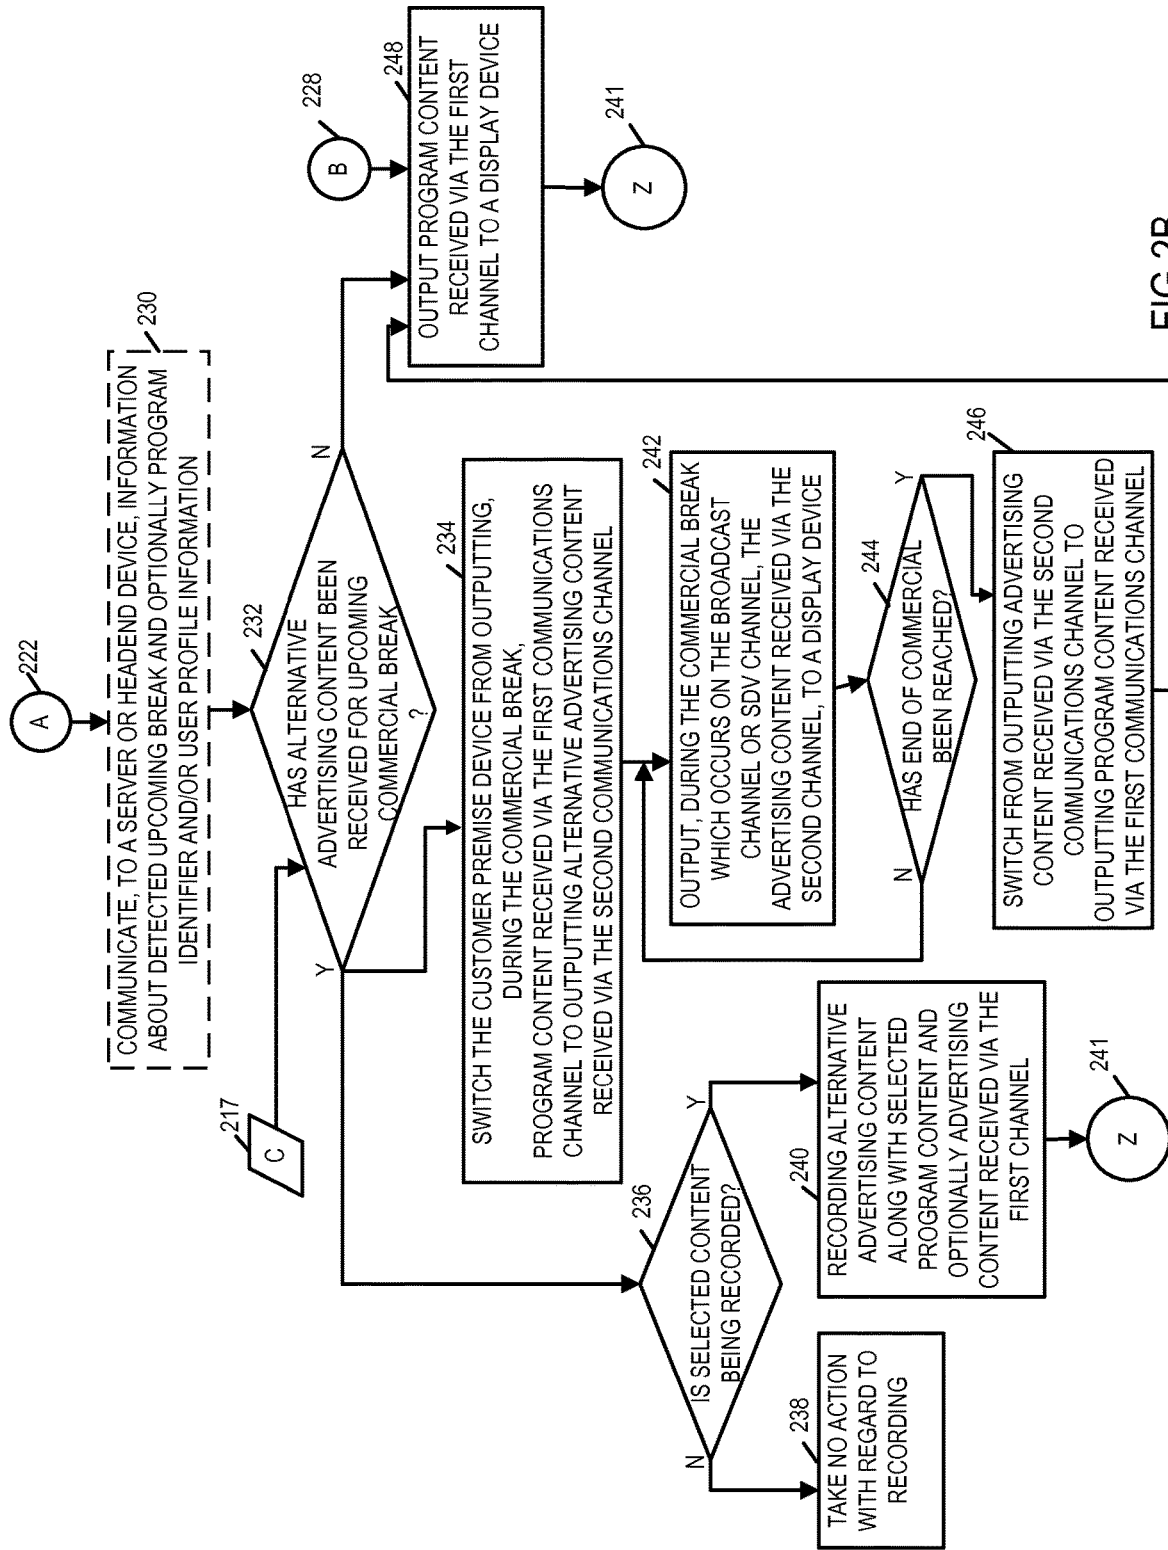 222
A
230
COMMUNICATE, TO A SERVER OR HEADEND DEVICE, INFORMATION
ABOUT DETECTED UPCOMING BREAK AND OPTIONALLY PROGRAM
IDENTIFIER AND/OR USER PROFILE INFORMATION
217
C
232
HAS ALTERNATIVE
ADVERTISING CONTENT BEEN
RECEIVED FOR UPCOMING
COMMERCIAL BREAK
?
Y
N
228
B
248
OUTPUT PROGRAM CONTENT
RECEIVED VIA THE FIRST
CHANNEL TO A DISPLAY DEVICE
241
Z
234
SWITCH THE CUSTOMER PREMISE DEVICE FROM OUTPUTTING,
DURING THE COMMERCIAL BREAK,
PROGRAM CONTENT RECEIVED VIA THE FIRST COMMUNICATIONS
CHANNEL TO OUTPUTTING ALTERNATIVE ADVERTISING CONTENT
RECEIVED VIA THE SECOND COMMUNICATIONS CHANNEL
236
IS SELECTED CONTENT
BEING RECORDED?
N
Y
238
TAKE NO ACTION
WITH REGARD TO
RECORDING
240
RECORDING ALTERNATIVE
ADVERTISING CONTENT
ALONG WITH SELECTED
PROGRAM CONTENT AND
OPTIONALLY ADVERTISING
CONTENT RECEIVED VIA THE
FIRST CHANNEL
241
Z
242
OUTPUT, DURING THE COMMERCIAL BREAK
WHICH OCCURS ON THE BROADCAST
CHANNEL OR SDV CHANNEL, THE
ADVERTISING CONTENT RECEIVED VIA THE
SECOND CHANNEL, TO A DISPLAY DEVICE
244
HAS END OF COMMERCIAL
BEEN REACHED?
N
Y
246
SWITCH FROM OUTPUTTING ADVERTISING
CONTENT RECEIVED VIA THE SECOND
COMMUNICATIONS CHANNEL TO
OUTPUTTING PROGRAM CONTENT RECEIVED
VIA THE FIRST COMMUNICATIONS CHANNEL
FIG 2B